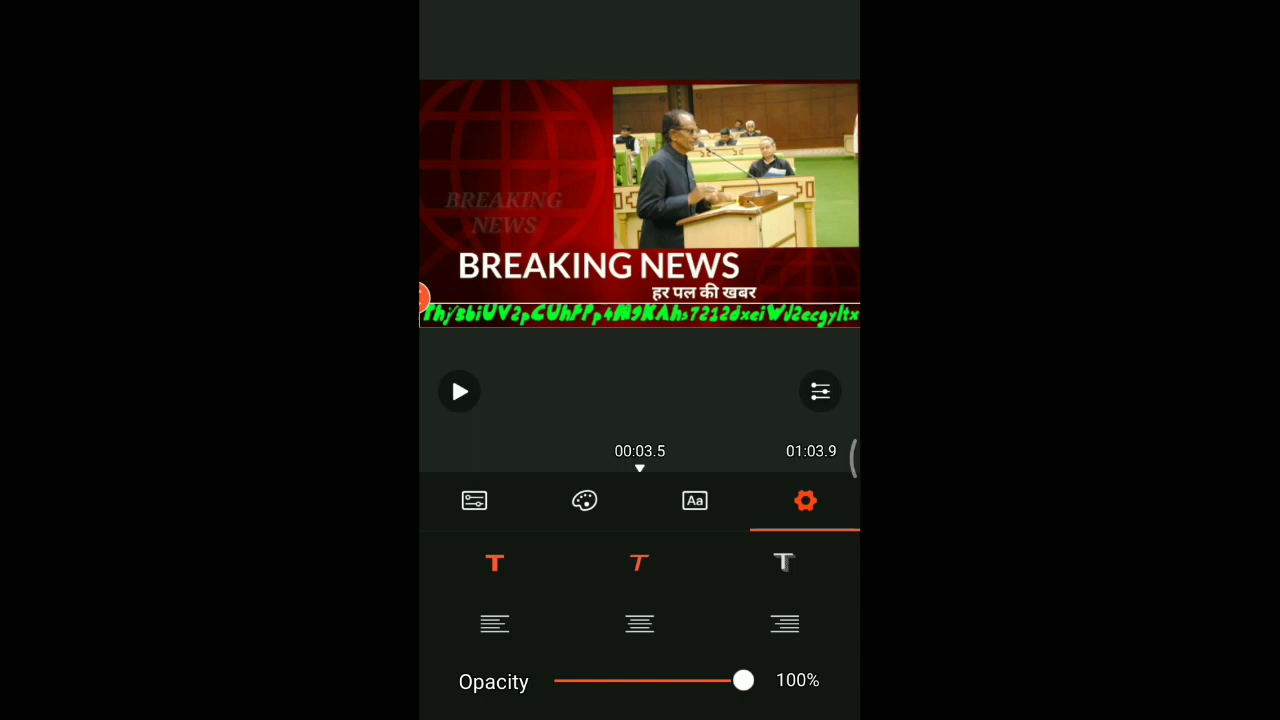 BREAKING
NEWS
BREAKING NEWS
हर पल की खबर
00:03.5
01:03.9
Aa
T
T
T
Opacity
100%